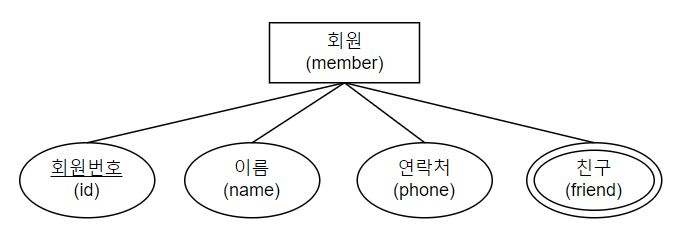 회원
(member)
회원번호
(id)
이름
(name)
연락처
(phone)
친구
(friend)